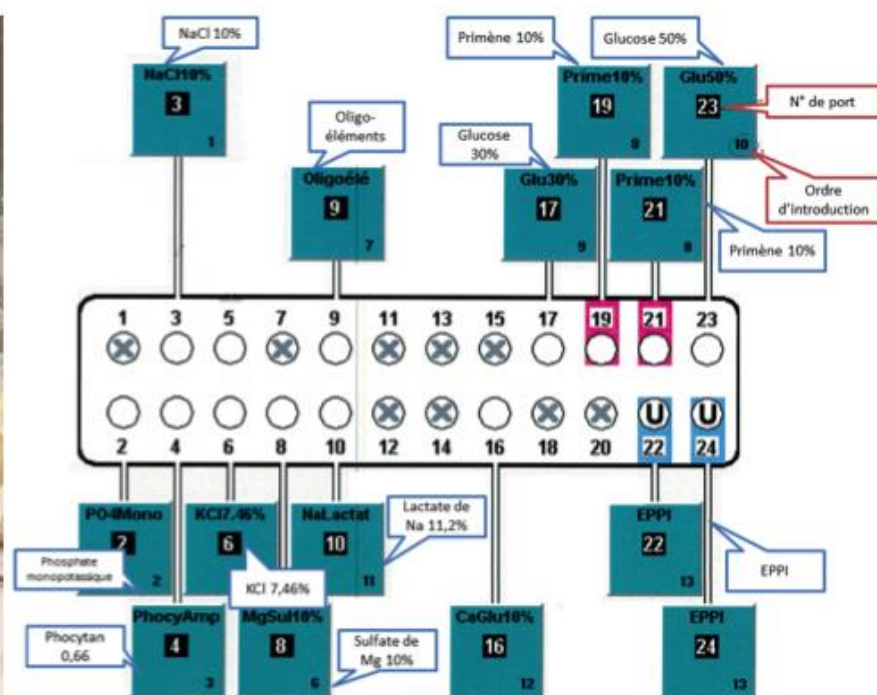 NaCl 10%
Primène 10%
Glucose 50%
NaCl10%
3
1
Prime10%
19
8
Glu50%
23
10
N° de port
Oligo-
éléments
Glucose
30%
Oligoélé
9
7
Glu30%
17
9
Prime10%
21
8
Ordre
d'introduction
Primène 10%
1 3 5 7 9 11 13 15 17 19 21 23
U U
2 4 6 8 10 12 14 16 18 20 22 24
PO4Mono
2
2
KCl7.46%
6
NaLactat
10
11
Lactate de
Na 11,2%
EPPI
22
13
EPPI
Phosphate
monopotassique
KCl 7,46%
Phocytan
0,66
PhocyAmp
4
3
MgSul10%
8
6
Sulfate de
Mg 10%
CaGlu10%
16
12
EPPI
24
13